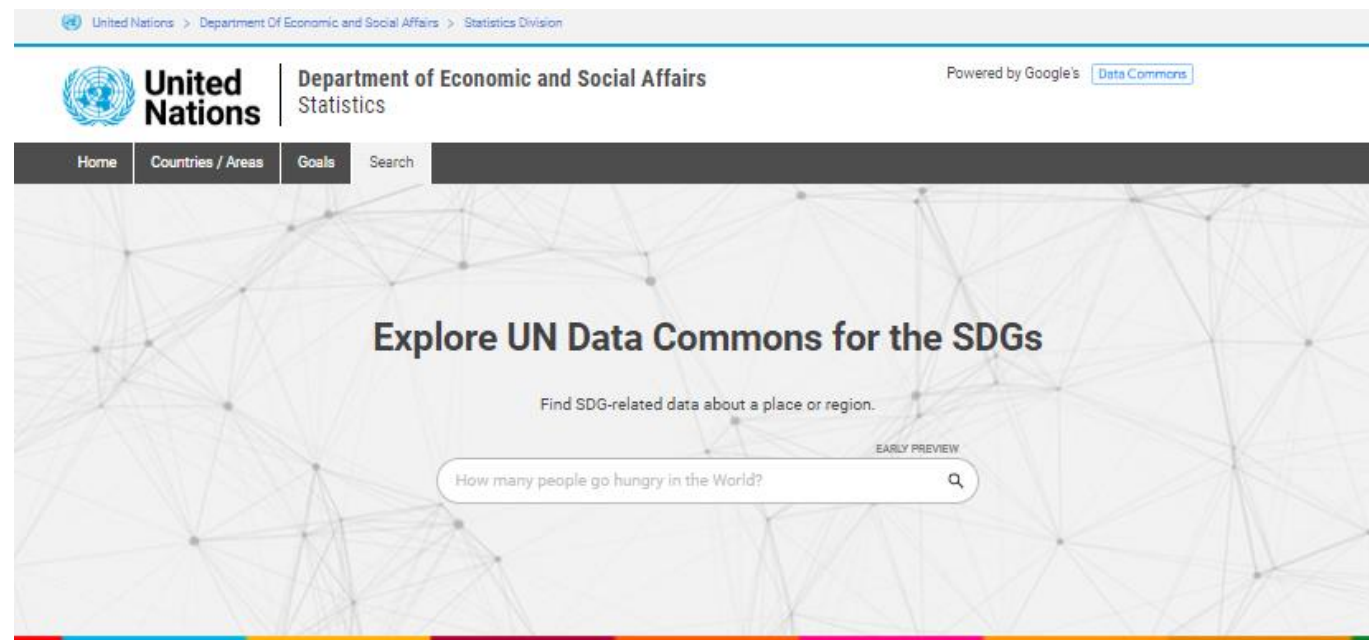 United Nations > Department Of Economic and Social Affairs > Statistics Division
United
Nations
Department of Economic and Social Affairs
Statistics
Powered by Google's Data Commons
Home Countries / Areas Goals Search
Explore UN Data Commons for the SDGs
Find SDG-related data about a place or region.
EARLY PREVIEW
How many people go hungry in the World?